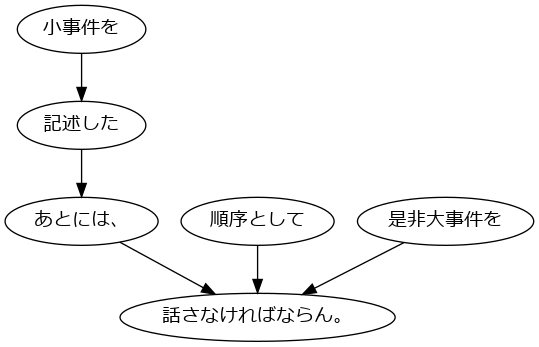 小事件を
記述した
あとには、
順序として
是非大事件を
話さなければならん。